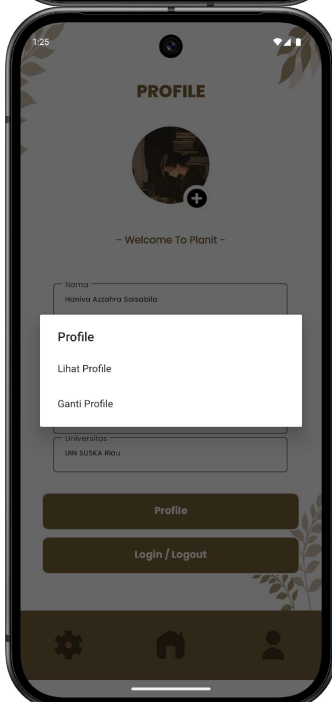 1:25
PROFILE
- Welcome To Planit -
Nama
Haniva Azzahra Salsabila
Profile
Lihat Profile
Ganti Profile
Universitas
UIN SUSKA Riau
Profile
Login / Logout